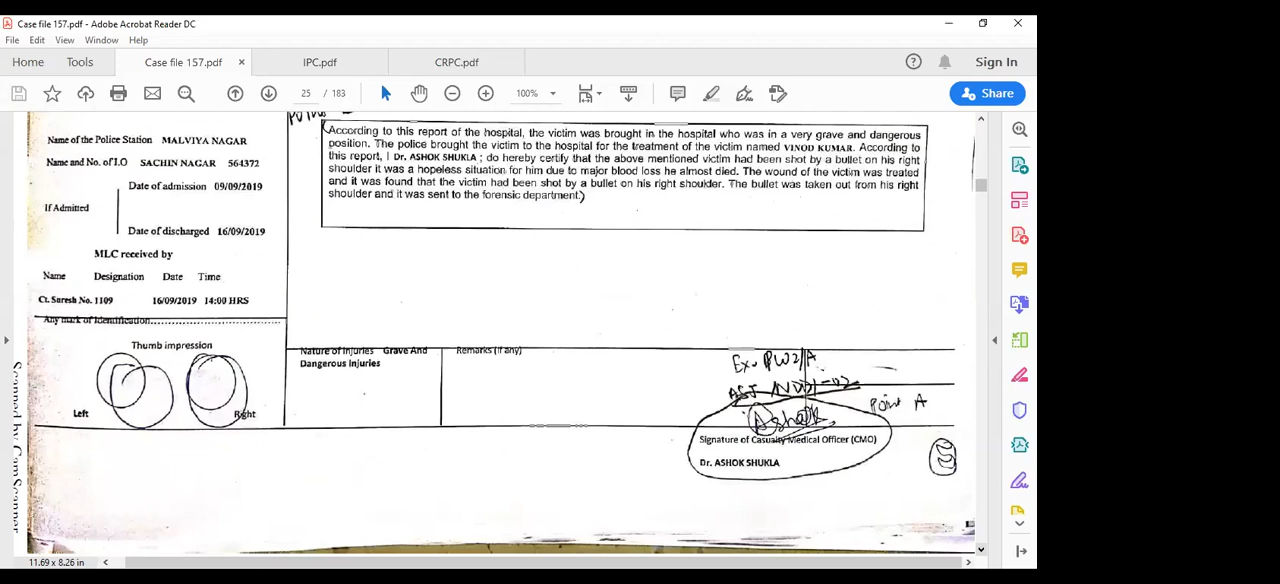 Case file 157.pdf - Adobe Acrobat Reader DC
File Edit View Window Help
Home Tools Case file 157.pdf × IPC.pdf CRPC.pdf Sign In
25 / 183 100% Share
Name of the Police Station MALVIYA NAGAR
Name and No. of I.O SACHIN NAGAR 564372
Date of admission 09/09/2019
If Admitted
Date of discharged 16/09/2019
MLC received by
Name Designation Date Time
Ct. Saresh No. 1109 16/09/2019 14:00 HRS
Any mark of Identification
Thumb impression
Left Right
According to this report of the hospital, the victim was brought in the hospital who was in a very grave and dangerous
position. The police brought the victim to the hospital for the treatment of the victim named VINOD KUMAR. According to
this report, I Dr. ASHOK SHUKLA ; do hereby certify that the above mentioned victim had been shot by a bullet on his right
shoulder it was a hopeless situation for him due to major blood loss he almost died. The wound of the victim was treated
and it was found that the victim had been shot by a bullet on his right shoulder. The bullet was taken out from his right
shoulder and it was sent to the forensic department.)
Nature of Injuries Grave And
Dangerous Injuries
Remarks (if any)
Ex. PW2/A
Point A
Ashok
Signature of Casualty Medical Officer (CMO)
Dr. ASHOK SHUKLA
Scanned by CamScanner
11.69 x 8.26 in